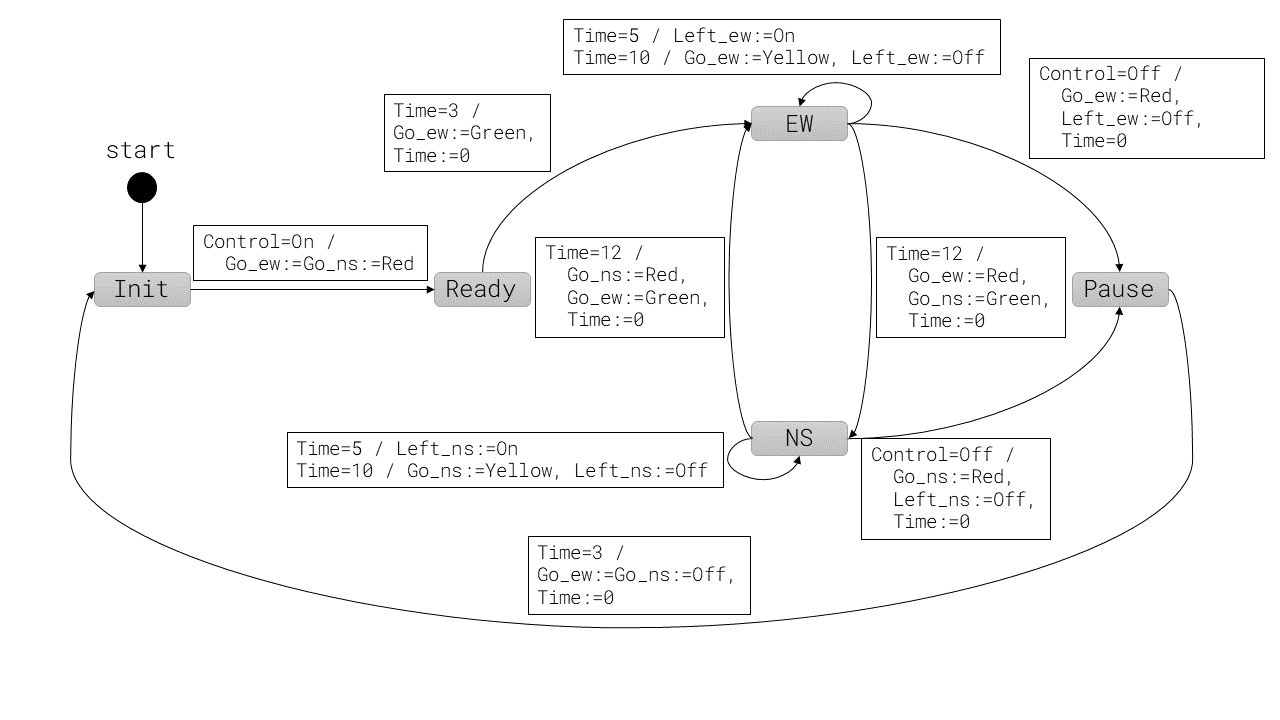 Time=5 / Left_ew:=On
Time=10 / Go_ew:=Yellow, Left_ew:=Off
Control=Off /
Go_ew:=Red,
Left_ew:=Off,
Time=0
Time=3 /
Go_ew:=Green,
Time:=0
EW
start
Control=On /
Go_ew:=Go_ns:=Red
Init
Ready
Time=12 /
Go_ns:=Red,
Go_ew:=Green,
Time:=0
Time=12 /
Go_ew:=Red,
Go_ns:=Green,
Time:=0
Pause
Time=5 / Left_ns:=On
Time=10 / Go_ns:=Yellow, Left_ns:=Off
NS
Control=Off /
Go_ns:=Red,
Left_ns:=Off,
Time:=0
Time=3 /
Go_ew:=Go_ns:=Off,
Time:=0